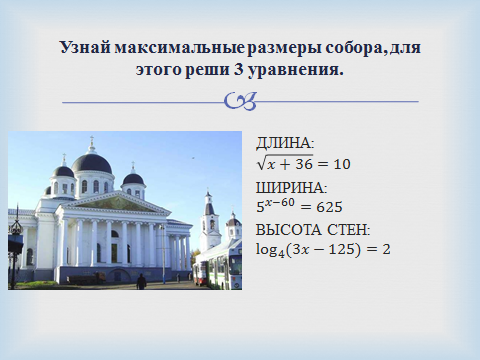 Узнай максимальные размеры собора, для
этого реши 3 уравнения.
ДЛИНА:
√(x + 36) = 10
ШИРИНА:
5^(x−60) = 625
ВЫСОТА СТЕН:
log₄(3x − 125) = 2